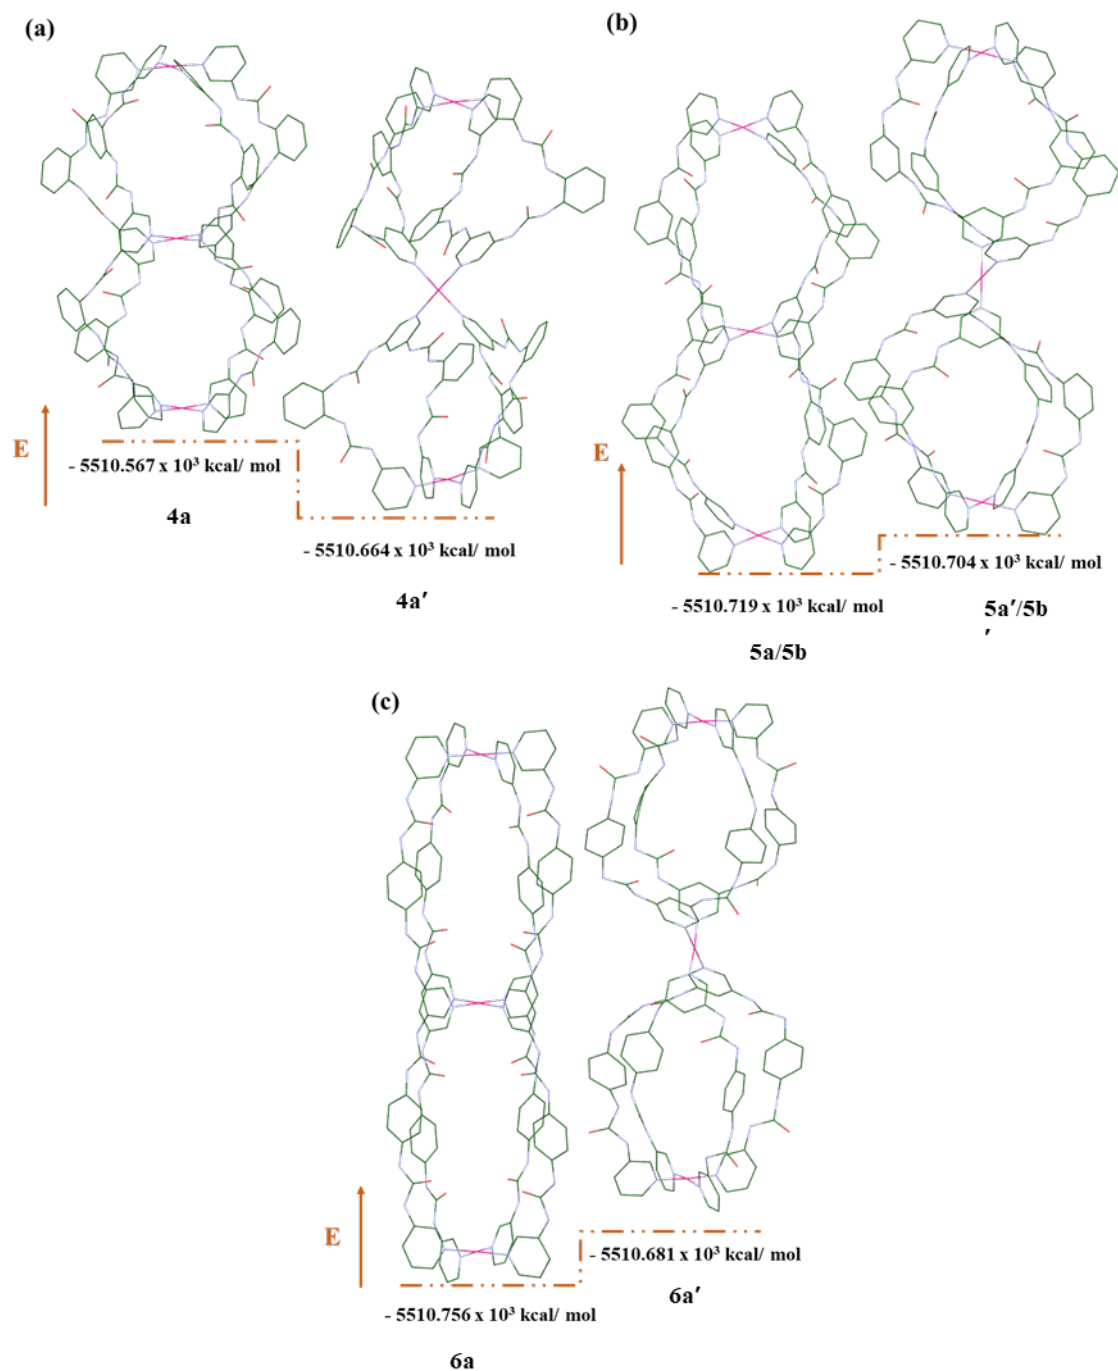 (a)
E
- 5510.567 x 10³ kcal/ mol
4a
- 5510.664 x 10³ kcal/ mol
4a′
(b)
E
- 5510.704 x 10³ kcal/ mol
5a′/5b
′
- 5510.719 x 10³ kcal/ mol
5a/5b
(c)
E
- 5510.681 x 10³ kcal/ mol
6a′
- 5510.756 x 10³ kcal/ mol
6a